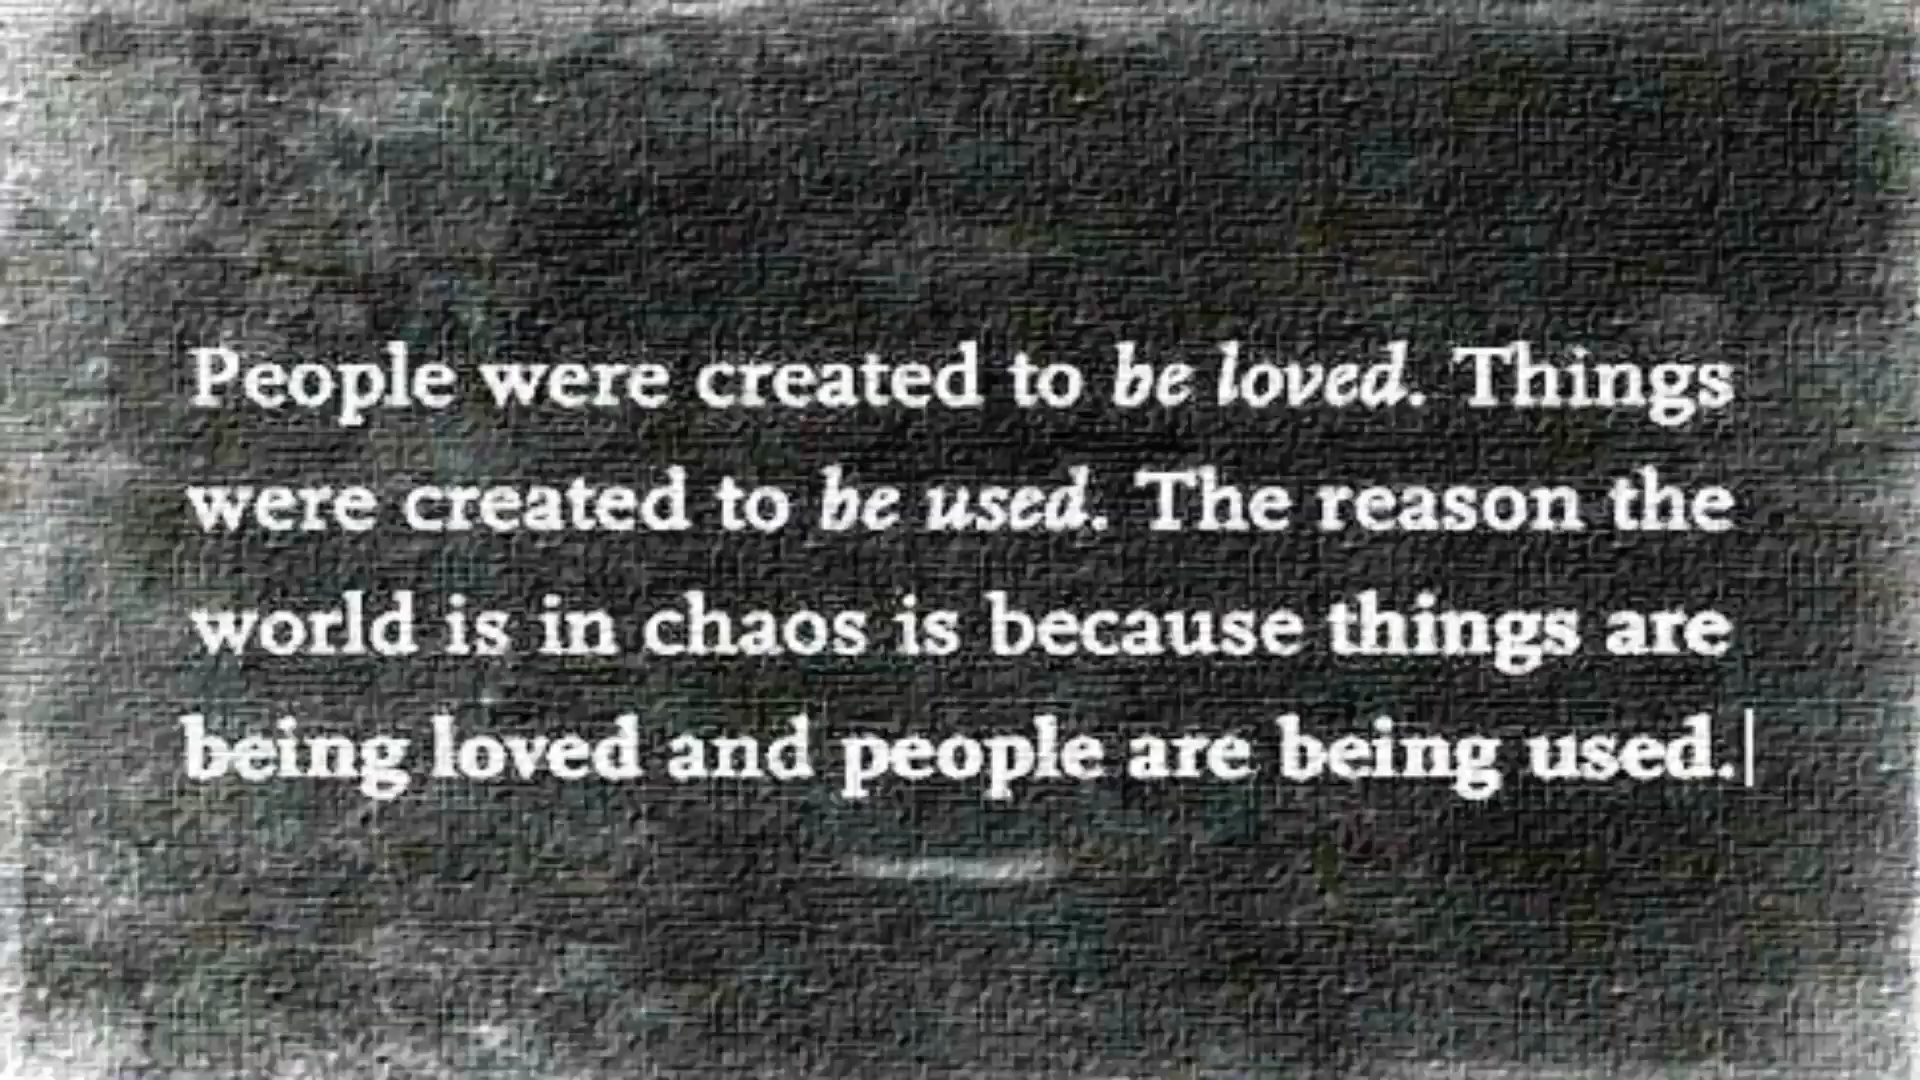 People were created to be loved. Things
were created to be used. The reason the
world is in chaos is because things are
being loved and people are being used.|